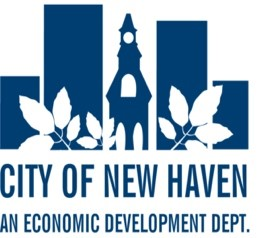 CITY OF NEW HAVEN
AN ECONOMIC DEVELOPMENT DEPT.